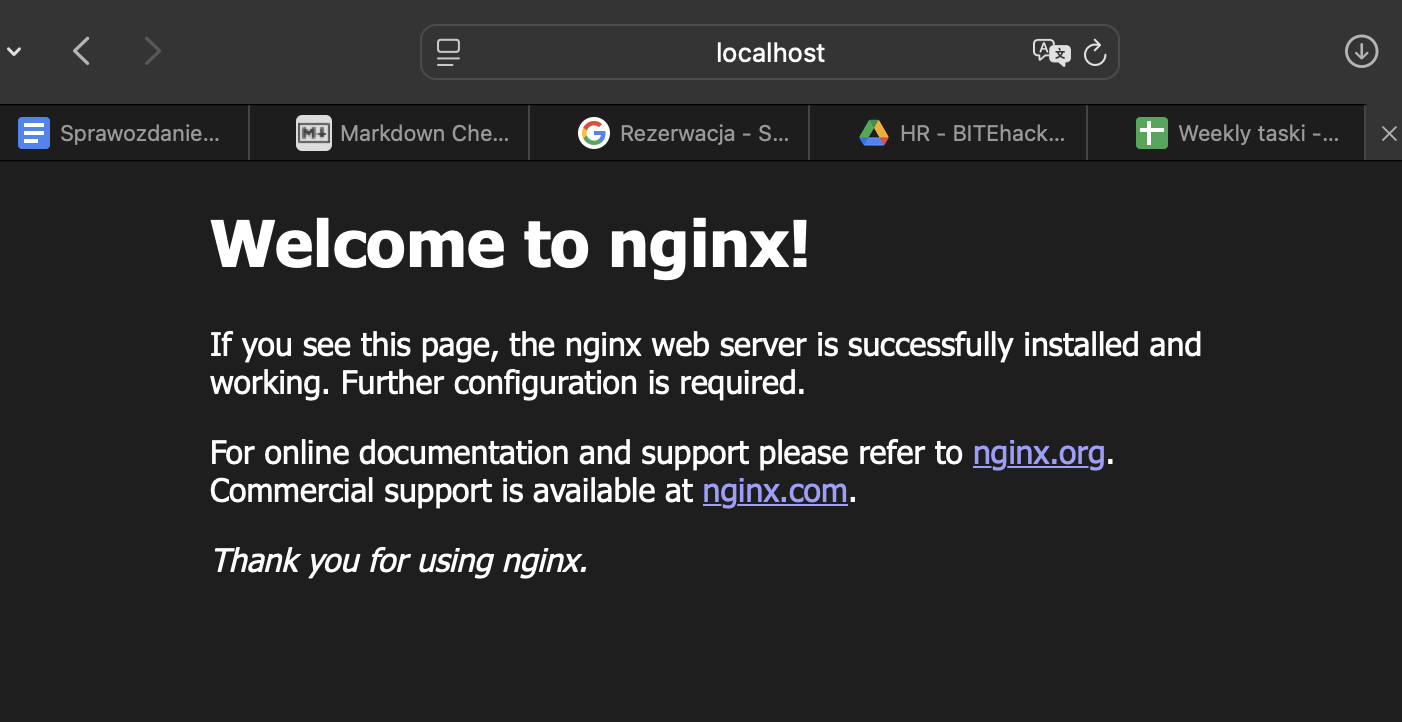 localhost
Sprawozdanie...
Markdown Che...
Rezerwacja - S...
HR - BITEhack...
Weekly taski -...
Welcome to nginx!
If you see this page, the nginx web server is successfully installed and
working. Further configuration is required.
For online documentation and support please refer to nginx.org.
Commercial support is available at nginx.com.
Thank you for using nginx.